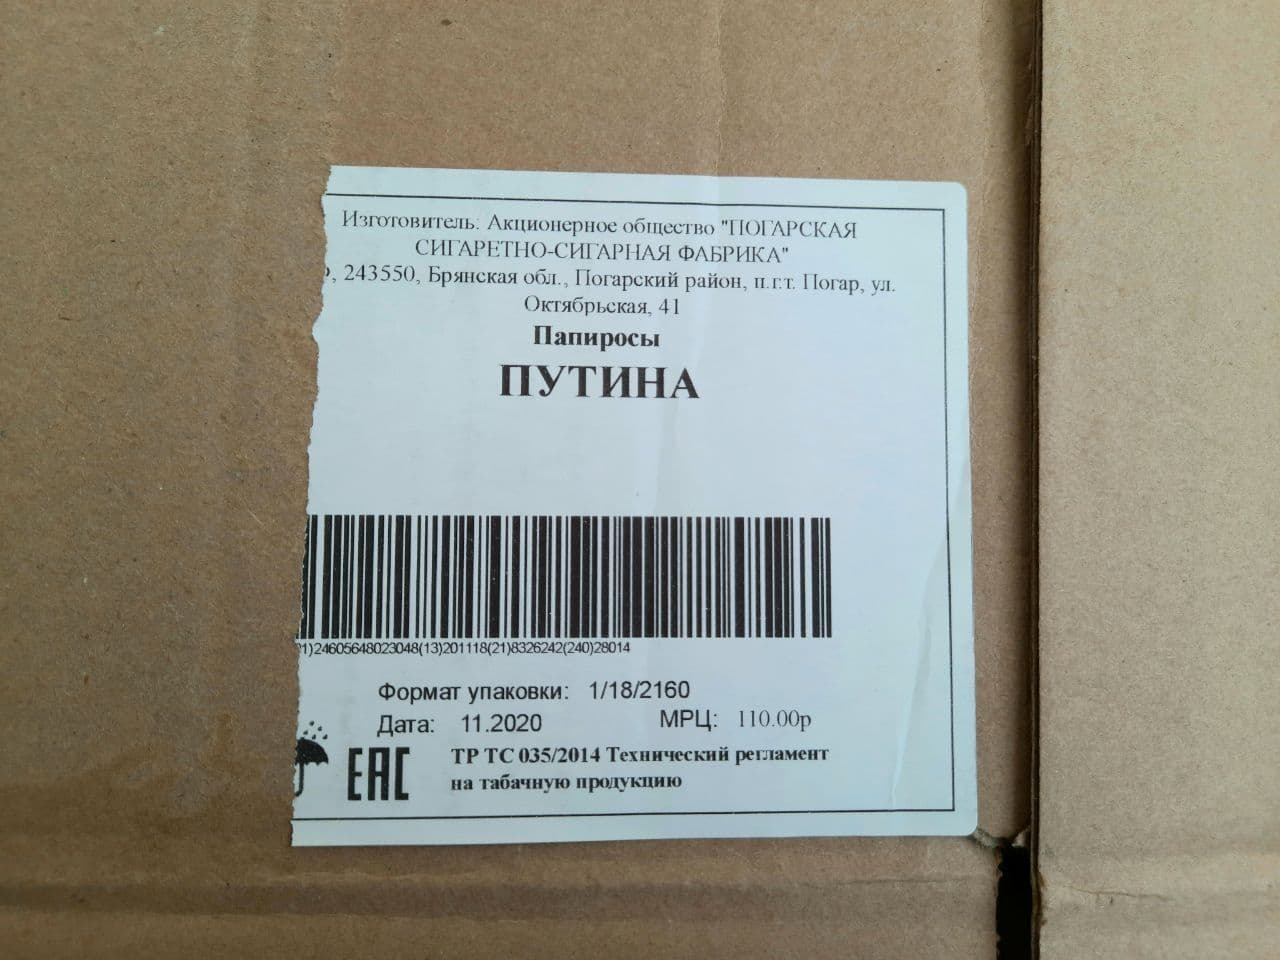 Изготовитель: Акционерное общество "ПОГАРСКАЯ
СИГАРЕТНО-СИГАРНАЯ ФАБРИКА"
, 243550, Брянская обл., Погарский район, п.г.т. Погар, ул.
Октябрьская, 41
Папиросы
ПУТИНА
1)24605648023048(13)201118(21)8326242(240)28014
Формат упаковки: 1/18/2160
Дата: 11.2020 МРЦ: 110.00р
EAC ТР ТС 035/2014 Технический регламент
на табачную продукцию